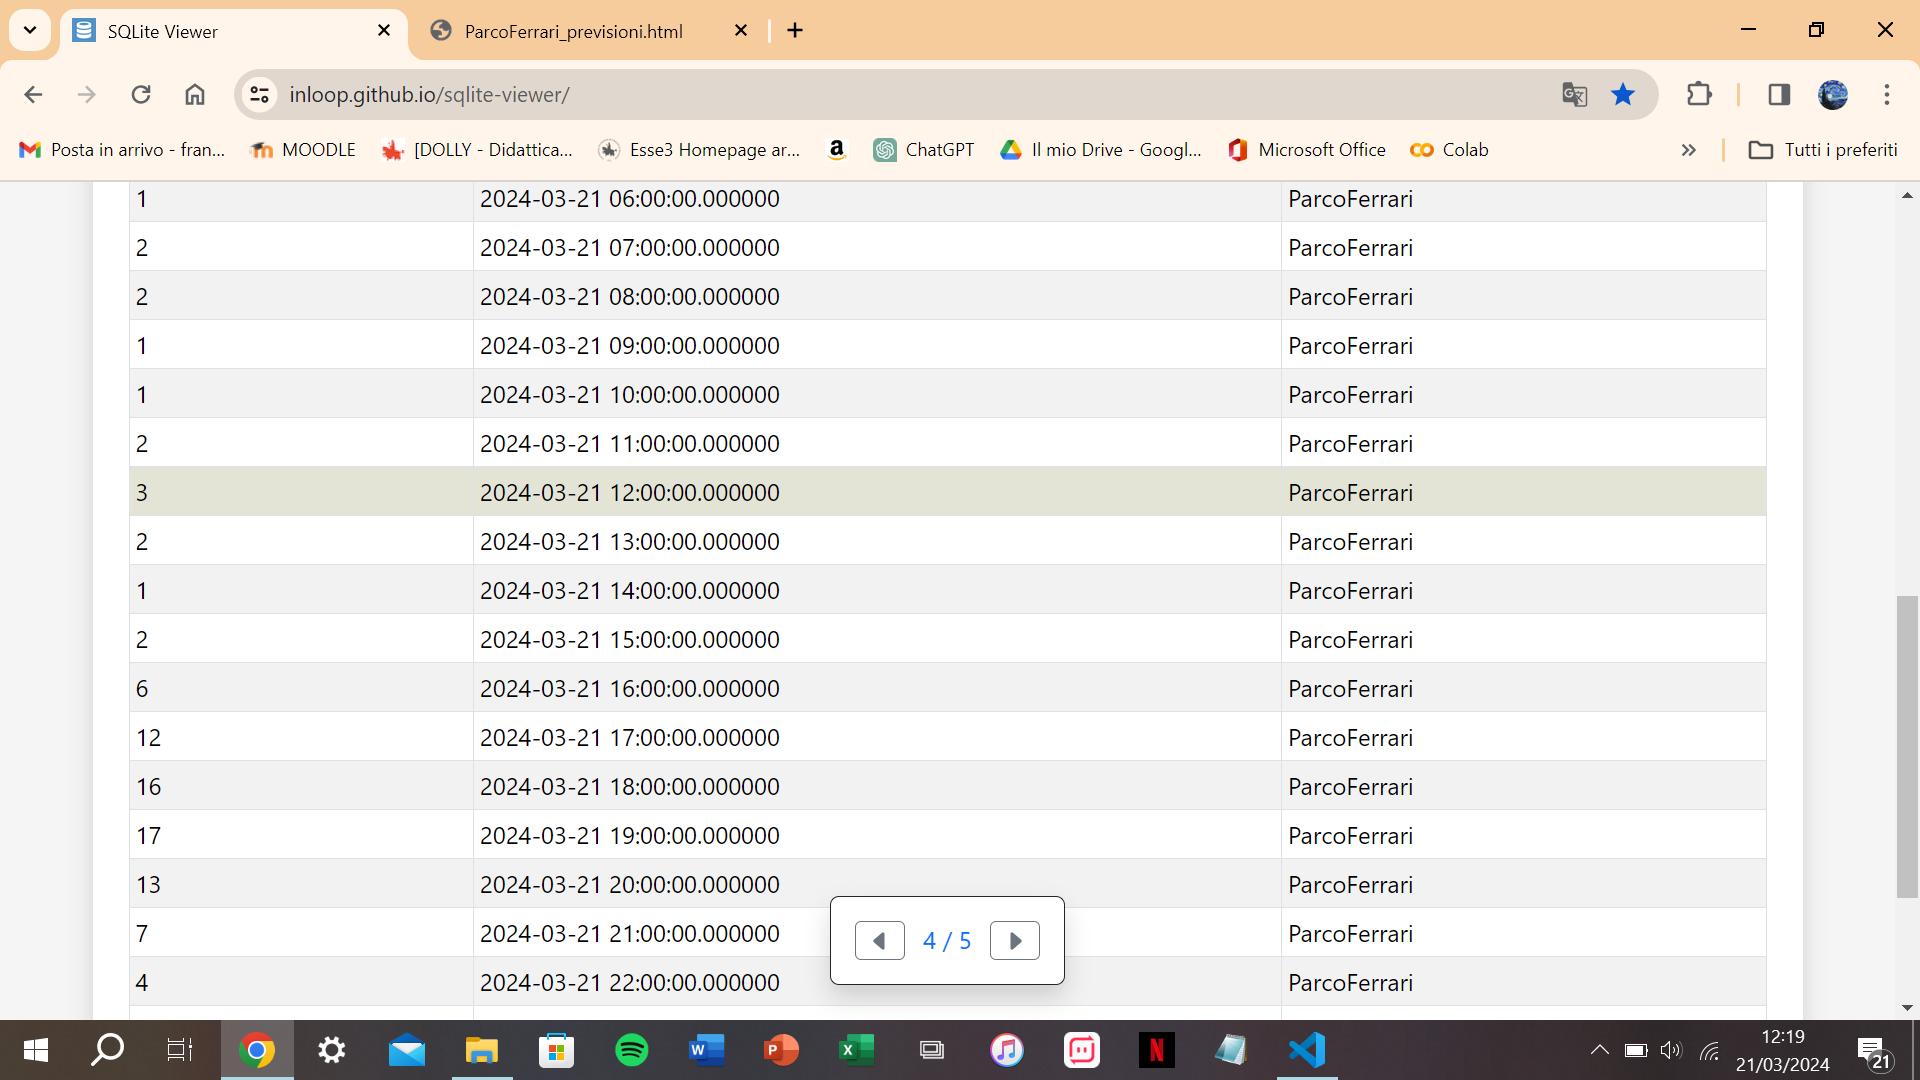 SQLite Viewer
ParcoFerrari_previsioni.html
inloop.github.io/sqlite-viewer/
Posta in arrivo - fran... MOODLE [DOLLY - Didattica... Esse3 Homepage ar... ChatGPT Il mio Drive - Googl... Microsoft Office Colab » Tutti i preferiti
1 2024-03-21 06:00:00.000000 ParcoFerrari
2 2024-03-21 07:00:00.000000 ParcoFerrari
2 2024-03-21 08:00:00.000000 ParcoFerrari
1 2024-03-21 09:00:00.000000 ParcoFerrari
1 2024-03-21 10:00:00.000000 ParcoFerrari
2 2024-03-21 11:00:00.000000 ParcoFerrari
3 2024-03-21 12:00:00.000000 ParcoFerrari
2 2024-03-21 13:00:00.000000 ParcoFerrari
1 2024-03-21 14:00:00.000000 ParcoFerrari
2 2024-03-21 15:00:00.000000 ParcoFerrari
6 2024-03-21 16:00:00.000000 ParcoFerrari
12 2024-03-21 17:00:00.000000 ParcoFerrari
16 2024-03-21 18:00:00.000000 ParcoFerrari
17 2024-03-21 19:00:00.000000 ParcoFerrari
13 2024-03-21 20:00:00.000000 ParcoFerrari
7 2024-03-21 21:00:00.000000 ParcoFerrari
4 / 5
4 2024-03-21 22:00:00.000000 ParcoFerrari
12:19
21/03/2024
21